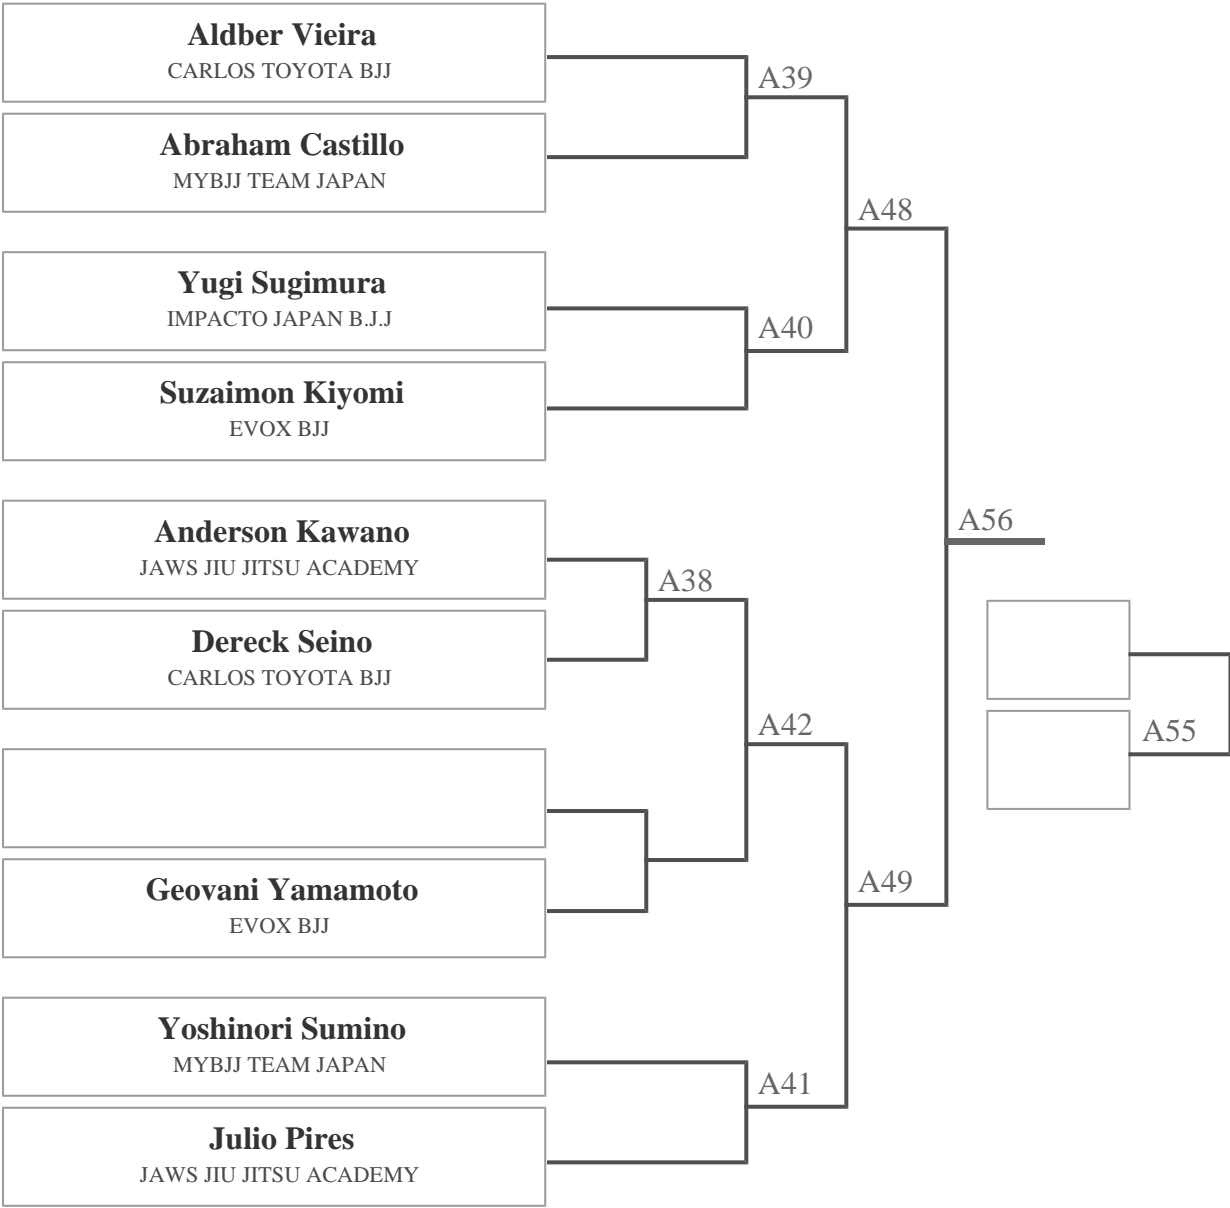 Aldber Vieira
CARLOS TOYOTA BJJ
A39
Abraham Castillo
MYBJJ TEAM JAPAN
A48
Yugi Sugimura
IMPACTO JAPAN B.J.J
A40
Suzaimon Kiyomi
EVOX BJJ
A56
Anderson Kawano
JAWS JIU JITSU ACADEMY
A38
Dereck Seino
CARLOS TOYOTA BJJ
A42
A55
Geovani Yamamoto
EVOX BJJ
A49
Yoshinori Sumino
MYBJJ TEAM JAPAN
A41
Julio Pires
JAWS JIU JITSU ACADEMY